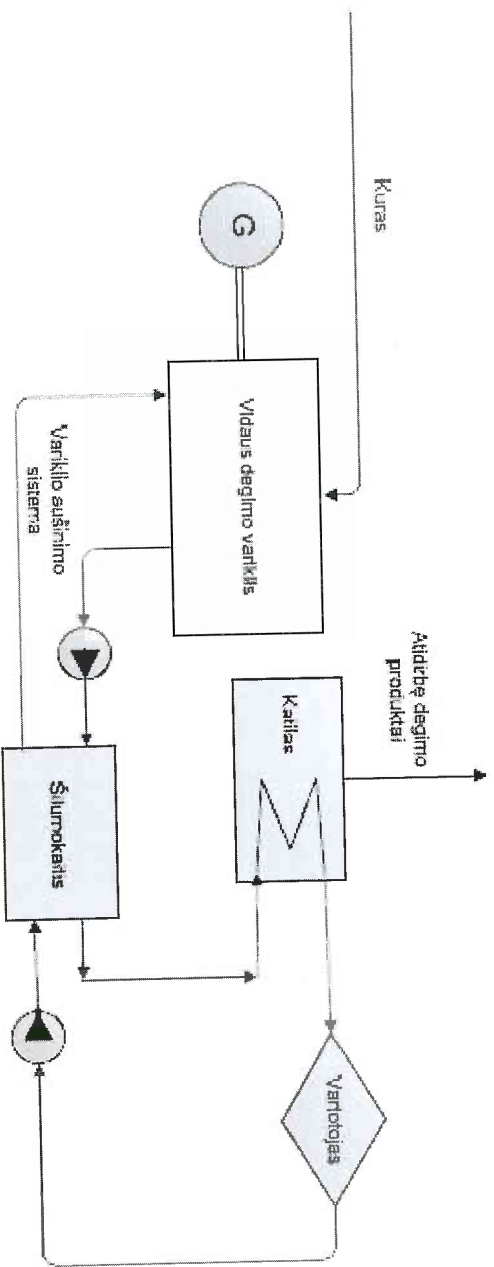 Kuras
G
Vidaus degimo variklis
Variklio aušinimo
sistema
Atidirbę degimo
produktai
Katilas
Šilumokaitis
Vartotojas